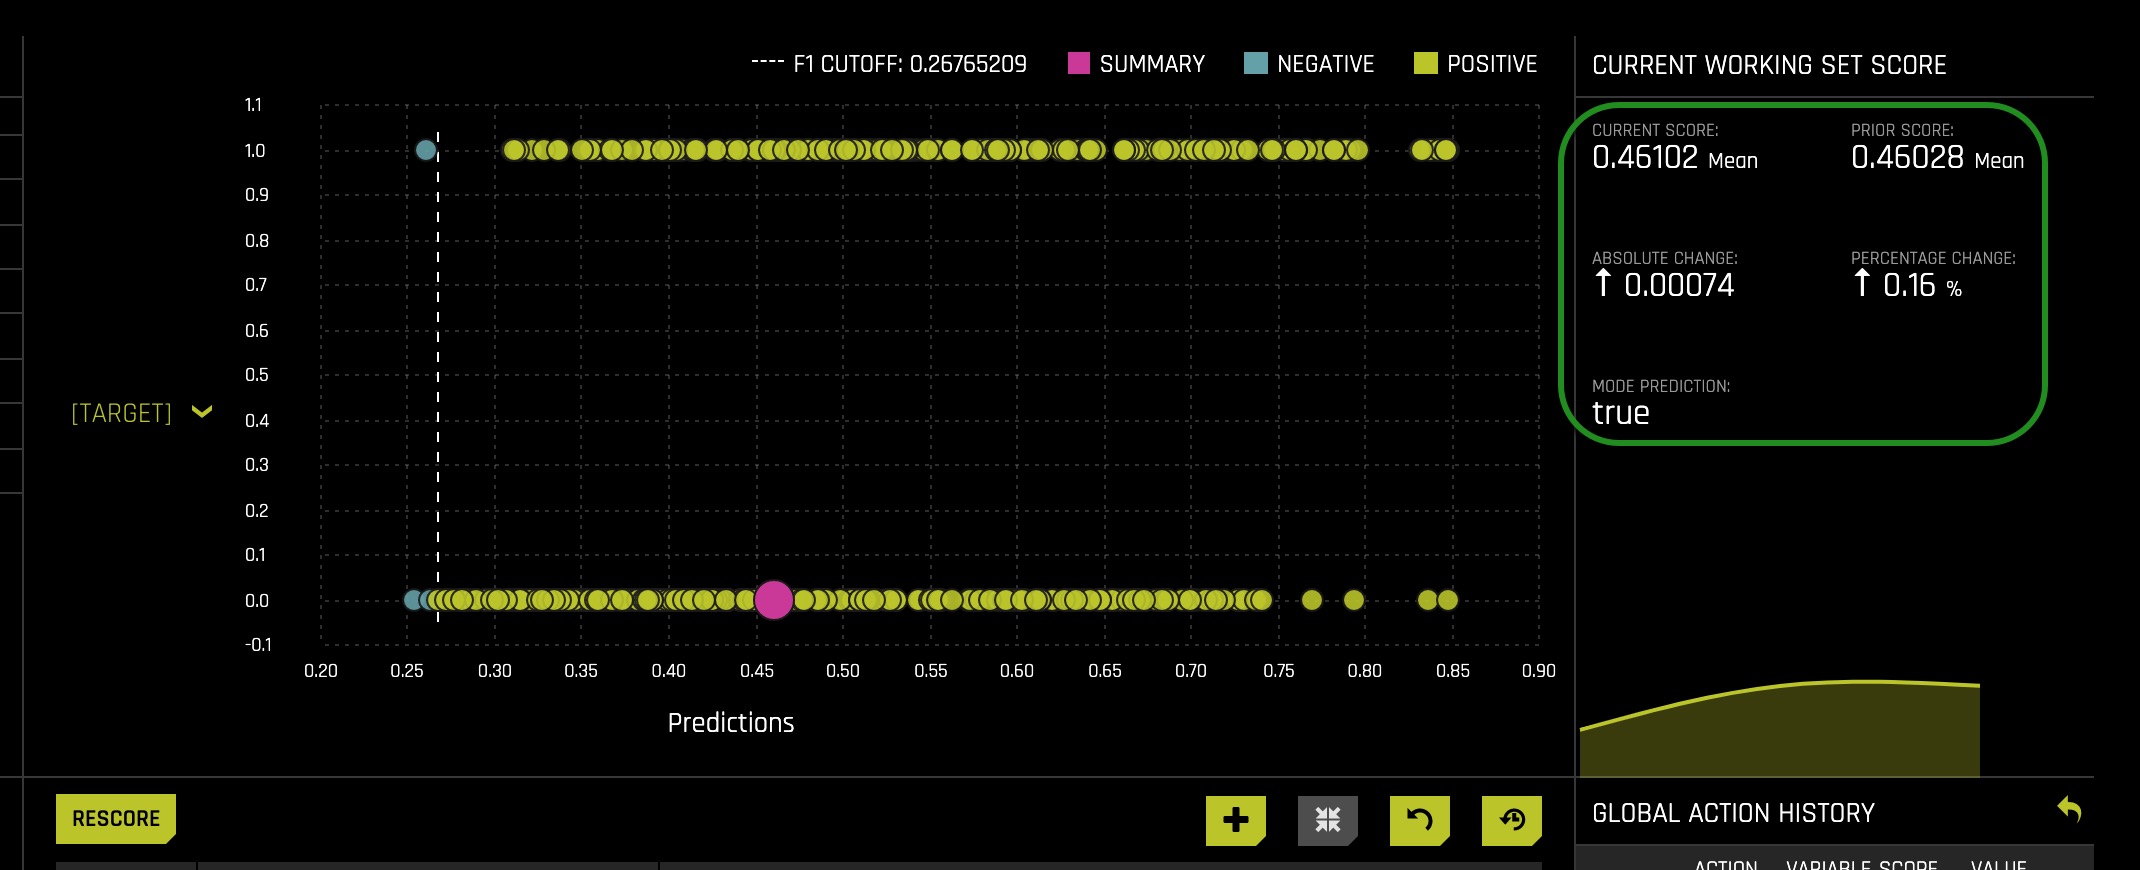 F1 CUTOFF: 0.26765209 SUMMARY NEGATIVE POSITIVE
1.1
1.0
0.9
0.8
0.7
0.6
0.5
[TARGET]
0.4
0.3
0.2
0.1
0.0
-0.1
0.20 0.25 0.30 0.35 0.40 0.45 0.50 0.55 0.60 0.65 0.70 0.75 0.80 0.85 0.90
Predictions
RESCORE
CURRENT WORKING SET SCORE
CURRENT SCORE: PRIOR SCORE:
0.46102 Mean 0.46028 Mean
ABSOLUTE CHANGE: PERCENTAGE CHANGE:
↑ 0.00074 ↑ 0.16 %
MODE PREDICTION:
true
GLOBAL ACTION HISTORY
ACTION VARIABLE SCORE VALUE